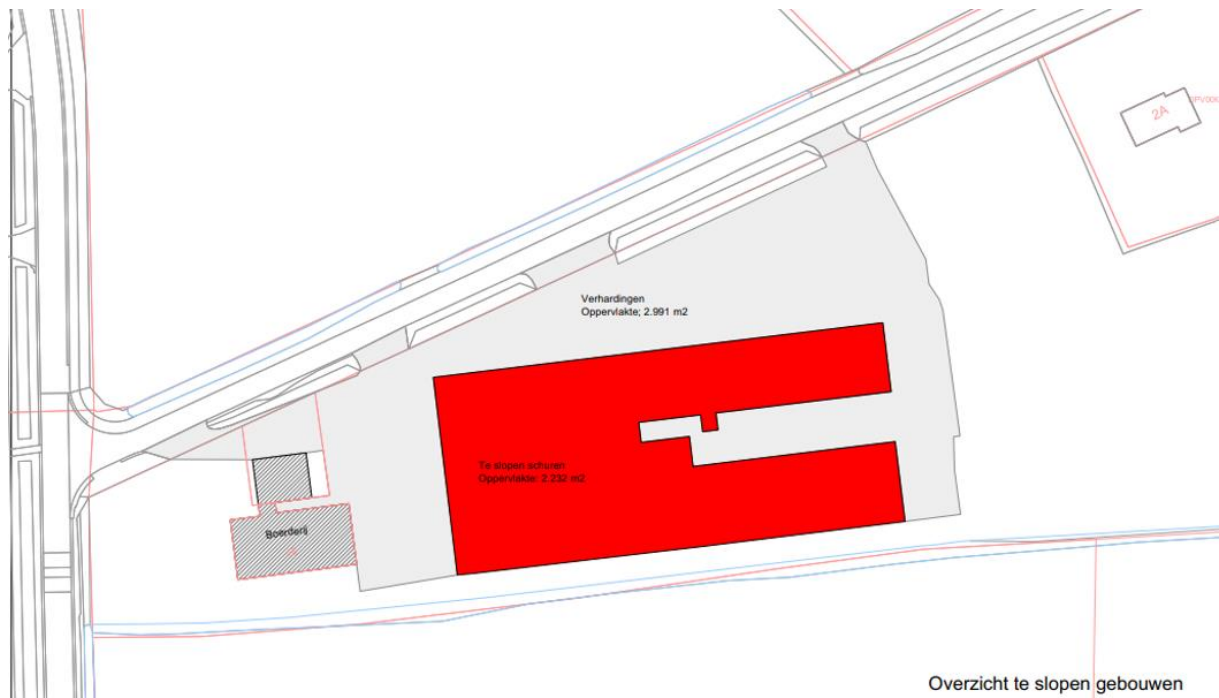 2A
Verhardingen
Oppervlakte; 2.991 m2
Te slopen schuren
Oppervlakte: 2.232 m2
Boerderij
Overzicht te slopen gebouwen